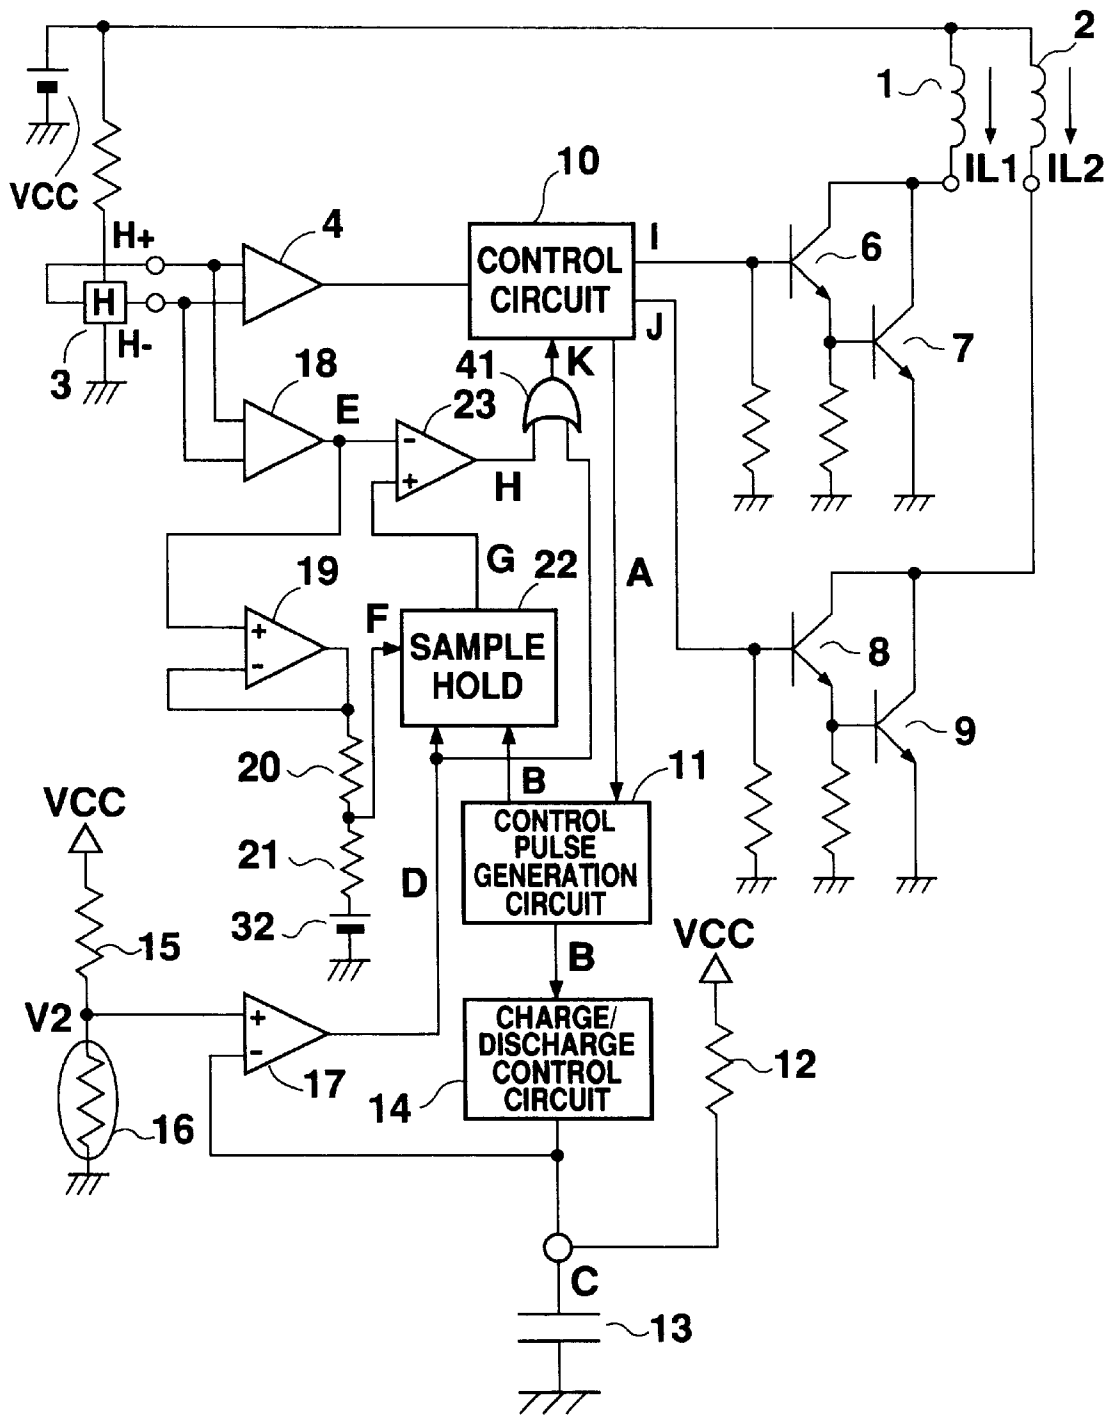 2
1
VCC
IL1
IL2
10
H+
4
I
CONTROL
CIRCUIT
6
H
H-
J
3
K
7
18
41
E
23
-
+
H
G
22
A
19
F
+
-
SAMPLE
HOLD
8
9
20
B
11
VCC
CONTROL
PULSE
GENERATION
CIRCUIT
21
D
32
VCC
15
B
V2
+
-
CHARGE/
DISCHARGE
CONTROL
CIRCUIT
12
17
14
16
C
13